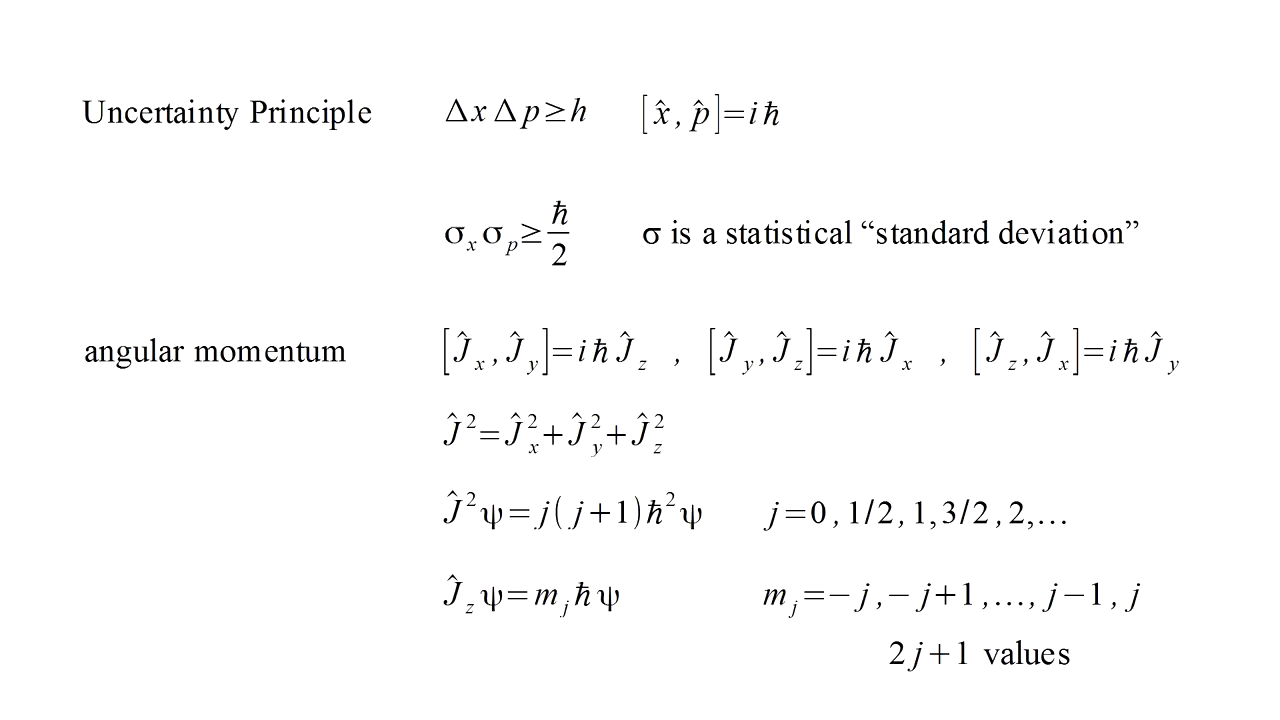 Uncertainty Principle Δx Δp≥h [x̂, p̂]=iħ
σₓσₚ≥ħ/2 σ is a statistical “standard deviation”
angular momentum [Ĵ_x, Ĵ_y]=iħĴ_z , [Ĵ_y, Ĵ_z]=iħĴ_x , [Ĵ_z, Ĵ_x]=iħĴ_y
Ĵ²=Ĵ_x²+Ĵ_y²+Ĵ_z²
Ĵ²ψ=j(j+1)ħ²ψ j=0, 1/2, 1, 3/2, 2,…
Ĵ_zψ=m_jħψ m_j=−j,−j+1,…, j−1, j
2j+1 values